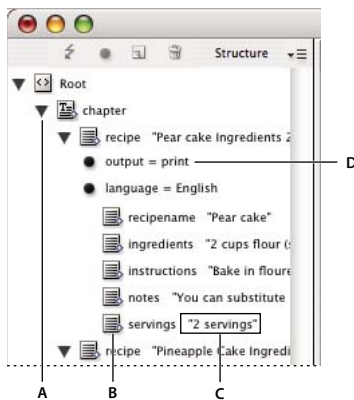 Structure
Root
chapter
recipe "Pear cake Ingredients 2
output = print
D
language = English
recipename "Pear cake"
ingredients "2 cups flour (
instructions "Bake in floure
notes "You can substitute
servings "2 servings"
recipe "Pineapple Cake Ingredi
A B C